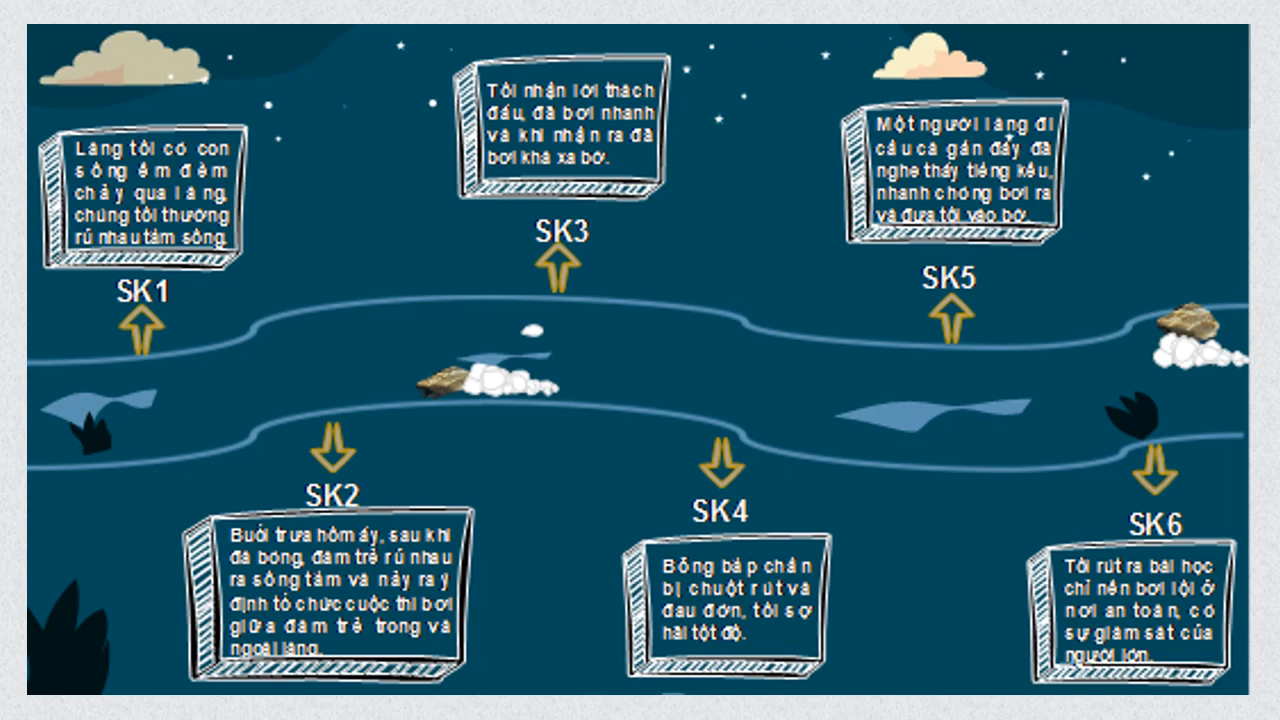 Làng tôi có con
sông êm đềm
chảy qua làng,
chúng tôi thường
rủ nhau tắm sông.
SK1
Buổi trưa hôm ấy, sau khi
đá bóng, đám trẻ rủ nhau
ra sông tắm và nảy ra ý
định tổ chức cuộc thi bơi
giữa đám trẻ trong và
ngoài làng.
SK2
Tôi nhận lời thách
đấu, đã bơi nhanh
và khi nhận ra đã
bơi khá xa bờ.
SK3
Bỗng bắp chân
bị chuột rút và
đau đớn, tôi sợ
hãi tột độ.
SK4
Một người làng đi
câu cá gần đấy đã
nghe thấy tiếng kêu,
nhanh chóng bơi ra
và đưa tôi vào bờ.
SK5
Tôi rút ra bài học
chỉ nên bơi lội ở
nơi an toàn, có
sự giám sát của
người lớn.
SK6